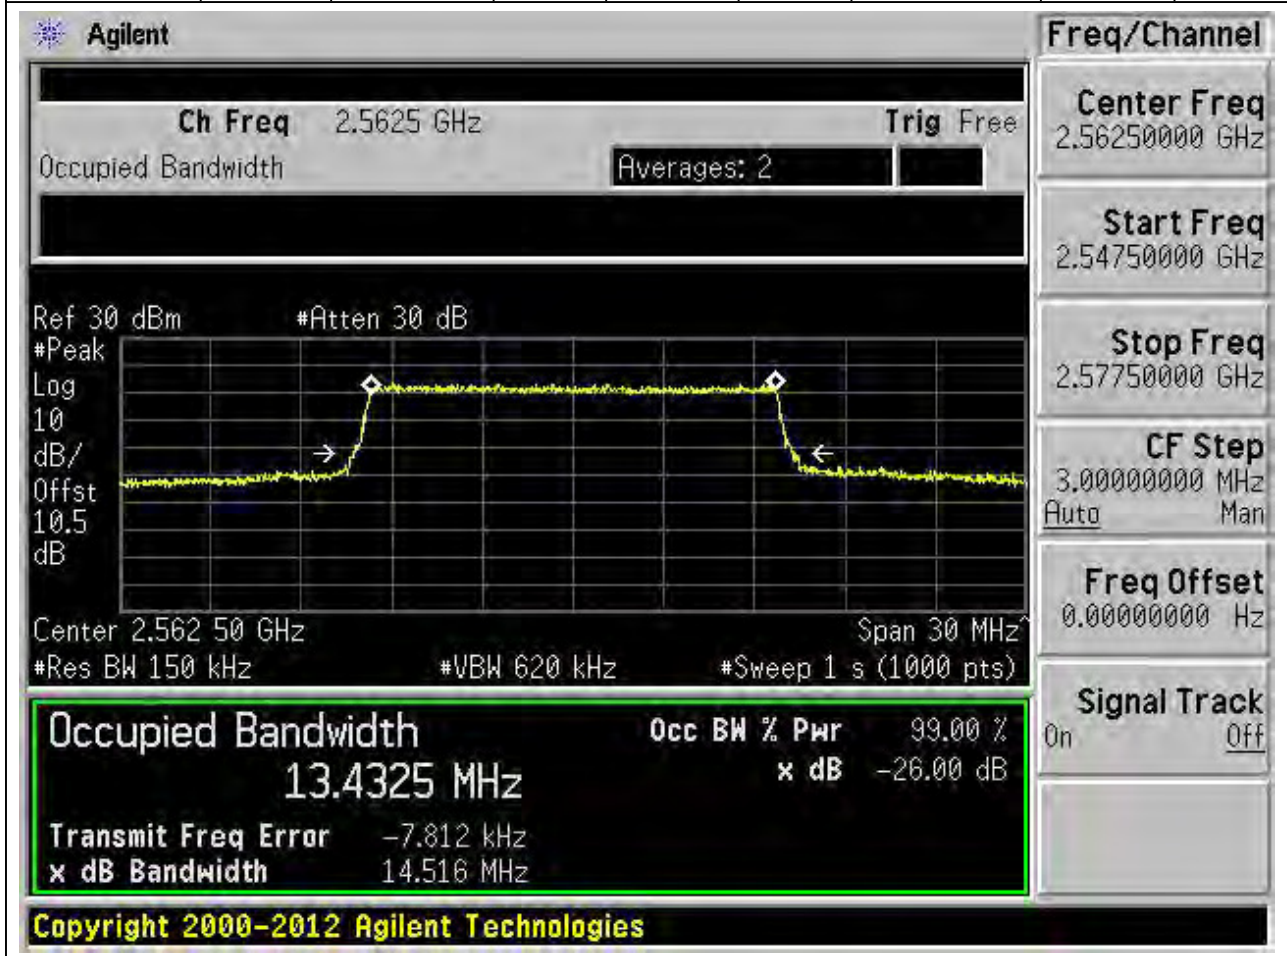 Agilent
Freq/Channel
Ch Freq 2.5625 GHz Trig Free
Occupied Bandwidth Averages: 2
Center Freq
2.56250000 GHz
Start Freq
2.54750000 GHz
Stop Freq
2.57750000 GHz
CF Step
3.00000000 MHz
Auto Man
Freq Offset
0.00000000 Hz
Signal Track
On Off
Ref 30 dBm #Atten 30 dB
#Peak
Log
10
dB/
Offst
10.5
dB
Center 2.562 50 GHz Span 30 MHz^
#Res BW 150 kHz #VBW 620 kHz #Sweep 1 s (1000 pts)
Occupied Bandwidth Occ BW % Pwr 99.00 %
13.4325 MHz x dB -26.00 dB
Transmit Freq Error -7.812 kHz
x dB Bandwidth 14.516 MHz
Copyright 2000-2012 Agilent Technologies